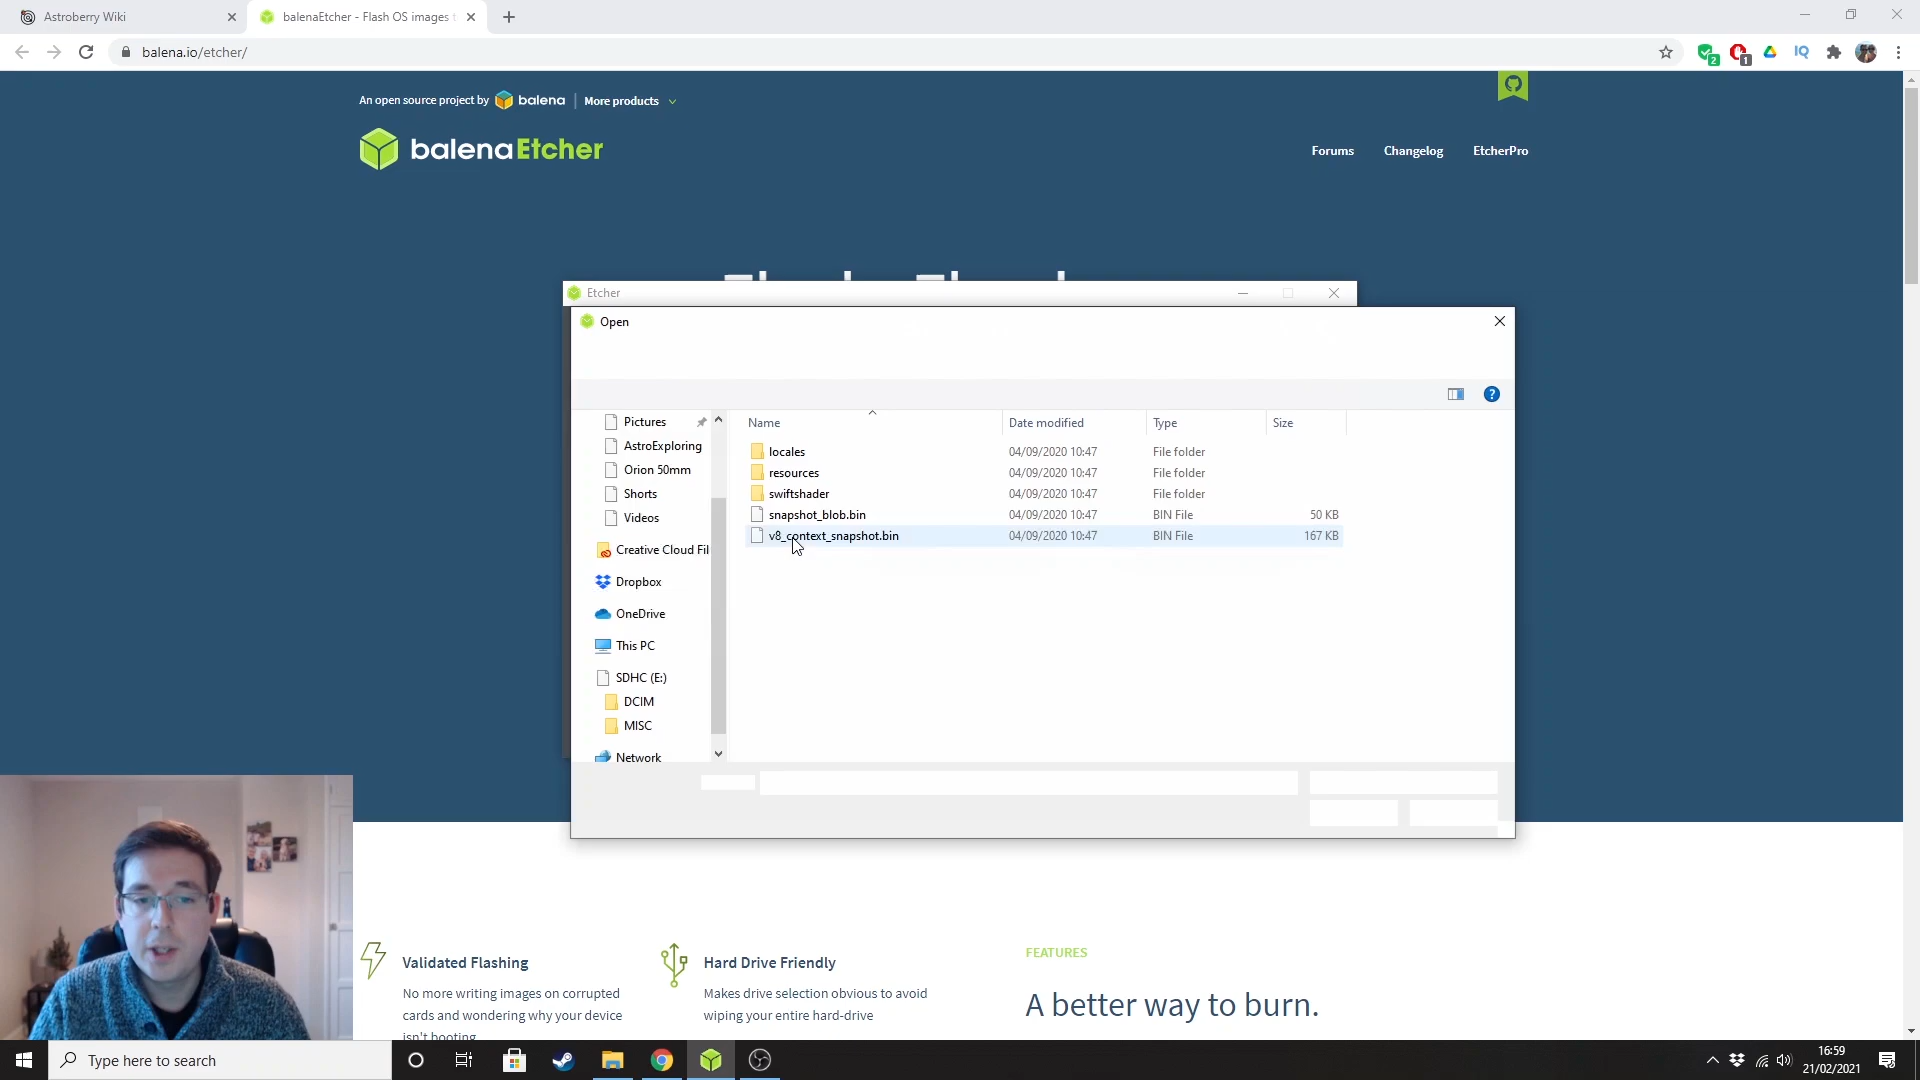 Astroberry Wiki
balenaEtcher - Flash OS images t
balena.io/etcher/
2
1
IQ
An open source project by balena | More products
balenaEtcher
Forums
Changelog
EtcherPro
Etcher
Open
?
Name
Date modified
Type
Size
Pictures
AstroExploring
Orion 50mm
Shorts
Videos
Creative Cloud Fil
Dropbox
OneDrive
This PC
SDHC (E:)
DCIM
MISC
Network
locales 04/09/2020 10:47 File folder
resources 04/09/2020 10:47 File folder
swiftshader 04/09/2020 10:47 File folder
snapshot_blob.bin 04/09/2020 10:47 BIN File 50 KB
v8_context_snapshot.bin 04/09/2020 10:47 BIN File 167 KB
Validated Flashing
No more writing images on corrupted
cards and wondering why your device
isn't booting
Hard Drive Friendly
Makes drive selection obvious to avoid
wiping your entire hard-drive
FEATURES
A better way to burn.
Type here to search
16:59
21/02/2021